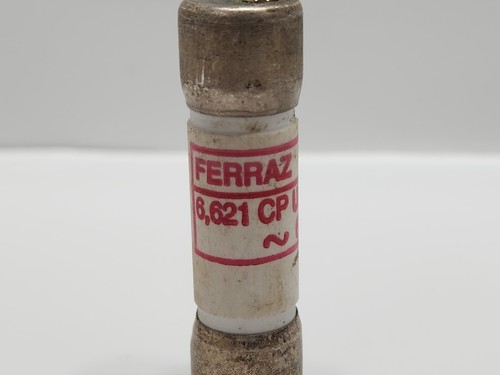 FERRAZ
6,621 CP U
~